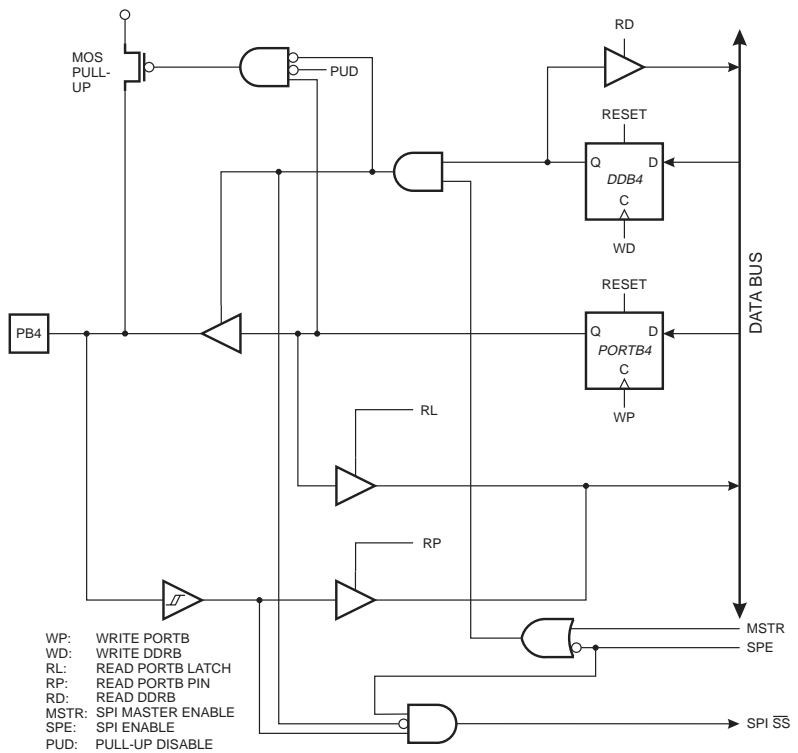 RD
MOS
PULL-
UP
PUD
RESET
Q D
DDB4
C
WD
DATA BUS
RESET
PB4
Q D
PORTB4
C
WP
RL
RP
MSTR
SPE
WP: WRITE PORTB
WD: WRITE DDRB
RL: READ PORTB LATCH
RP: READ PORTB PIN
RD: READ DDRB
MSTR: SPI MASTER ENABLE
SPE: SPI ENABLE
PUD: PULL-UP DISABLE
SPI S̅S̅